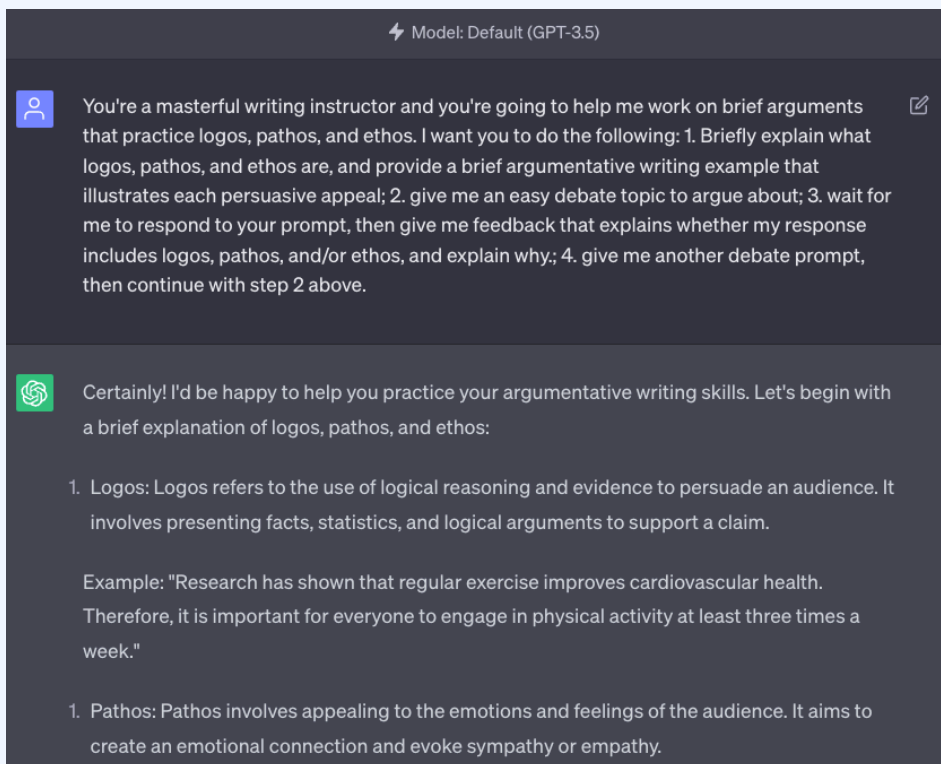 Model: Default (GPT-3.5)
You're a masterful writing instructor and you're going to help me work on brief arguments
that practice logos, pathos, and ethos. I want you to do the following: 1. Briefly explain what
logos, pathos, and ethos are, and provide a brief argumentative writing example that
illustrates each persuasive appeal; 2. give me an easy debate topic to argue about; 3. wait for
me to respond to your prompt, then give me feedback that explains whether my response
includes logos, pathos, and/or ethos, and explain why.; 4. give me another debate prompt,
then continue with step 2 above.
Certainly! I'd be happy to help you practice your argumentative writing skills. Let's begin with
a brief explanation of logos, pathos, and ethos:
1. Logos: Logos refers to the use of logical reasoning and evidence to persuade an audience. It
involves presenting facts, statistics, and logical arguments to support a claim.
Example: "Research has shown that regular exercise improves cardiovascular health.
Therefore, it is important for everyone to engage in physical activity at least three times a
week."
1. Pathos: Pathos involves appealing to the emotions and feelings of the audience. It aims to
create an emotional connection and evoke sympathy or empathy.